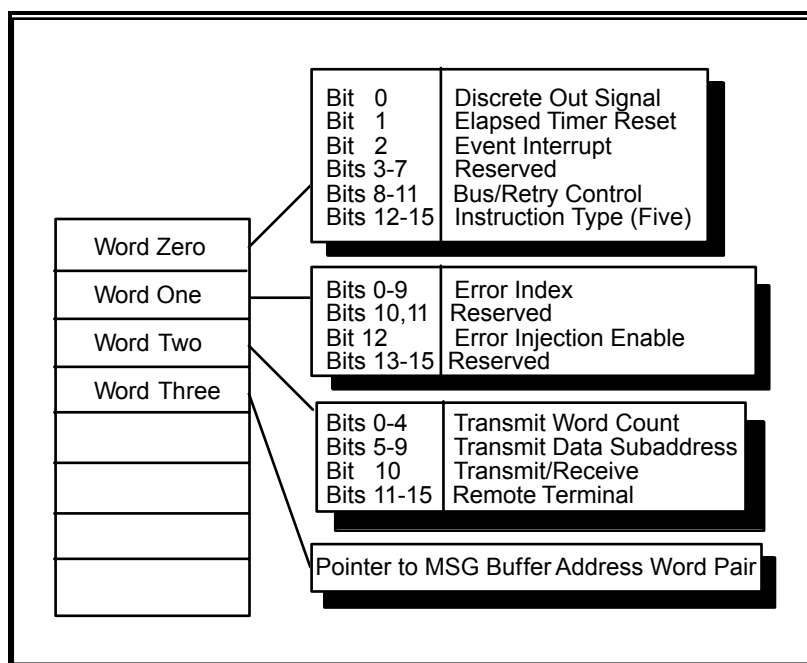 Bit 0 Discrete Out Signal
Bit 1 Elapsed Timer Reset
Bit 2 Event Interrupt
Bits 3-7 Reserved
Bits 8-11 Bus/Retry Control
Bits 12-15 Instruction Type (Five)
Word Zero
Word One
Word Two
Word Three
Bits 0-9 Error Index
Bits 10,11 Reserved
Bit 12 Error Injection Enable
Bits 13-15 Reserved
Bits 0-4 Transmit Word Count
Bits 5-9 Transmit Data Subaddress
Bit 10 Transmit/Receive
Bits 11-15 Remote Terminal
Pointer to MSG Buffer Address Word Pair